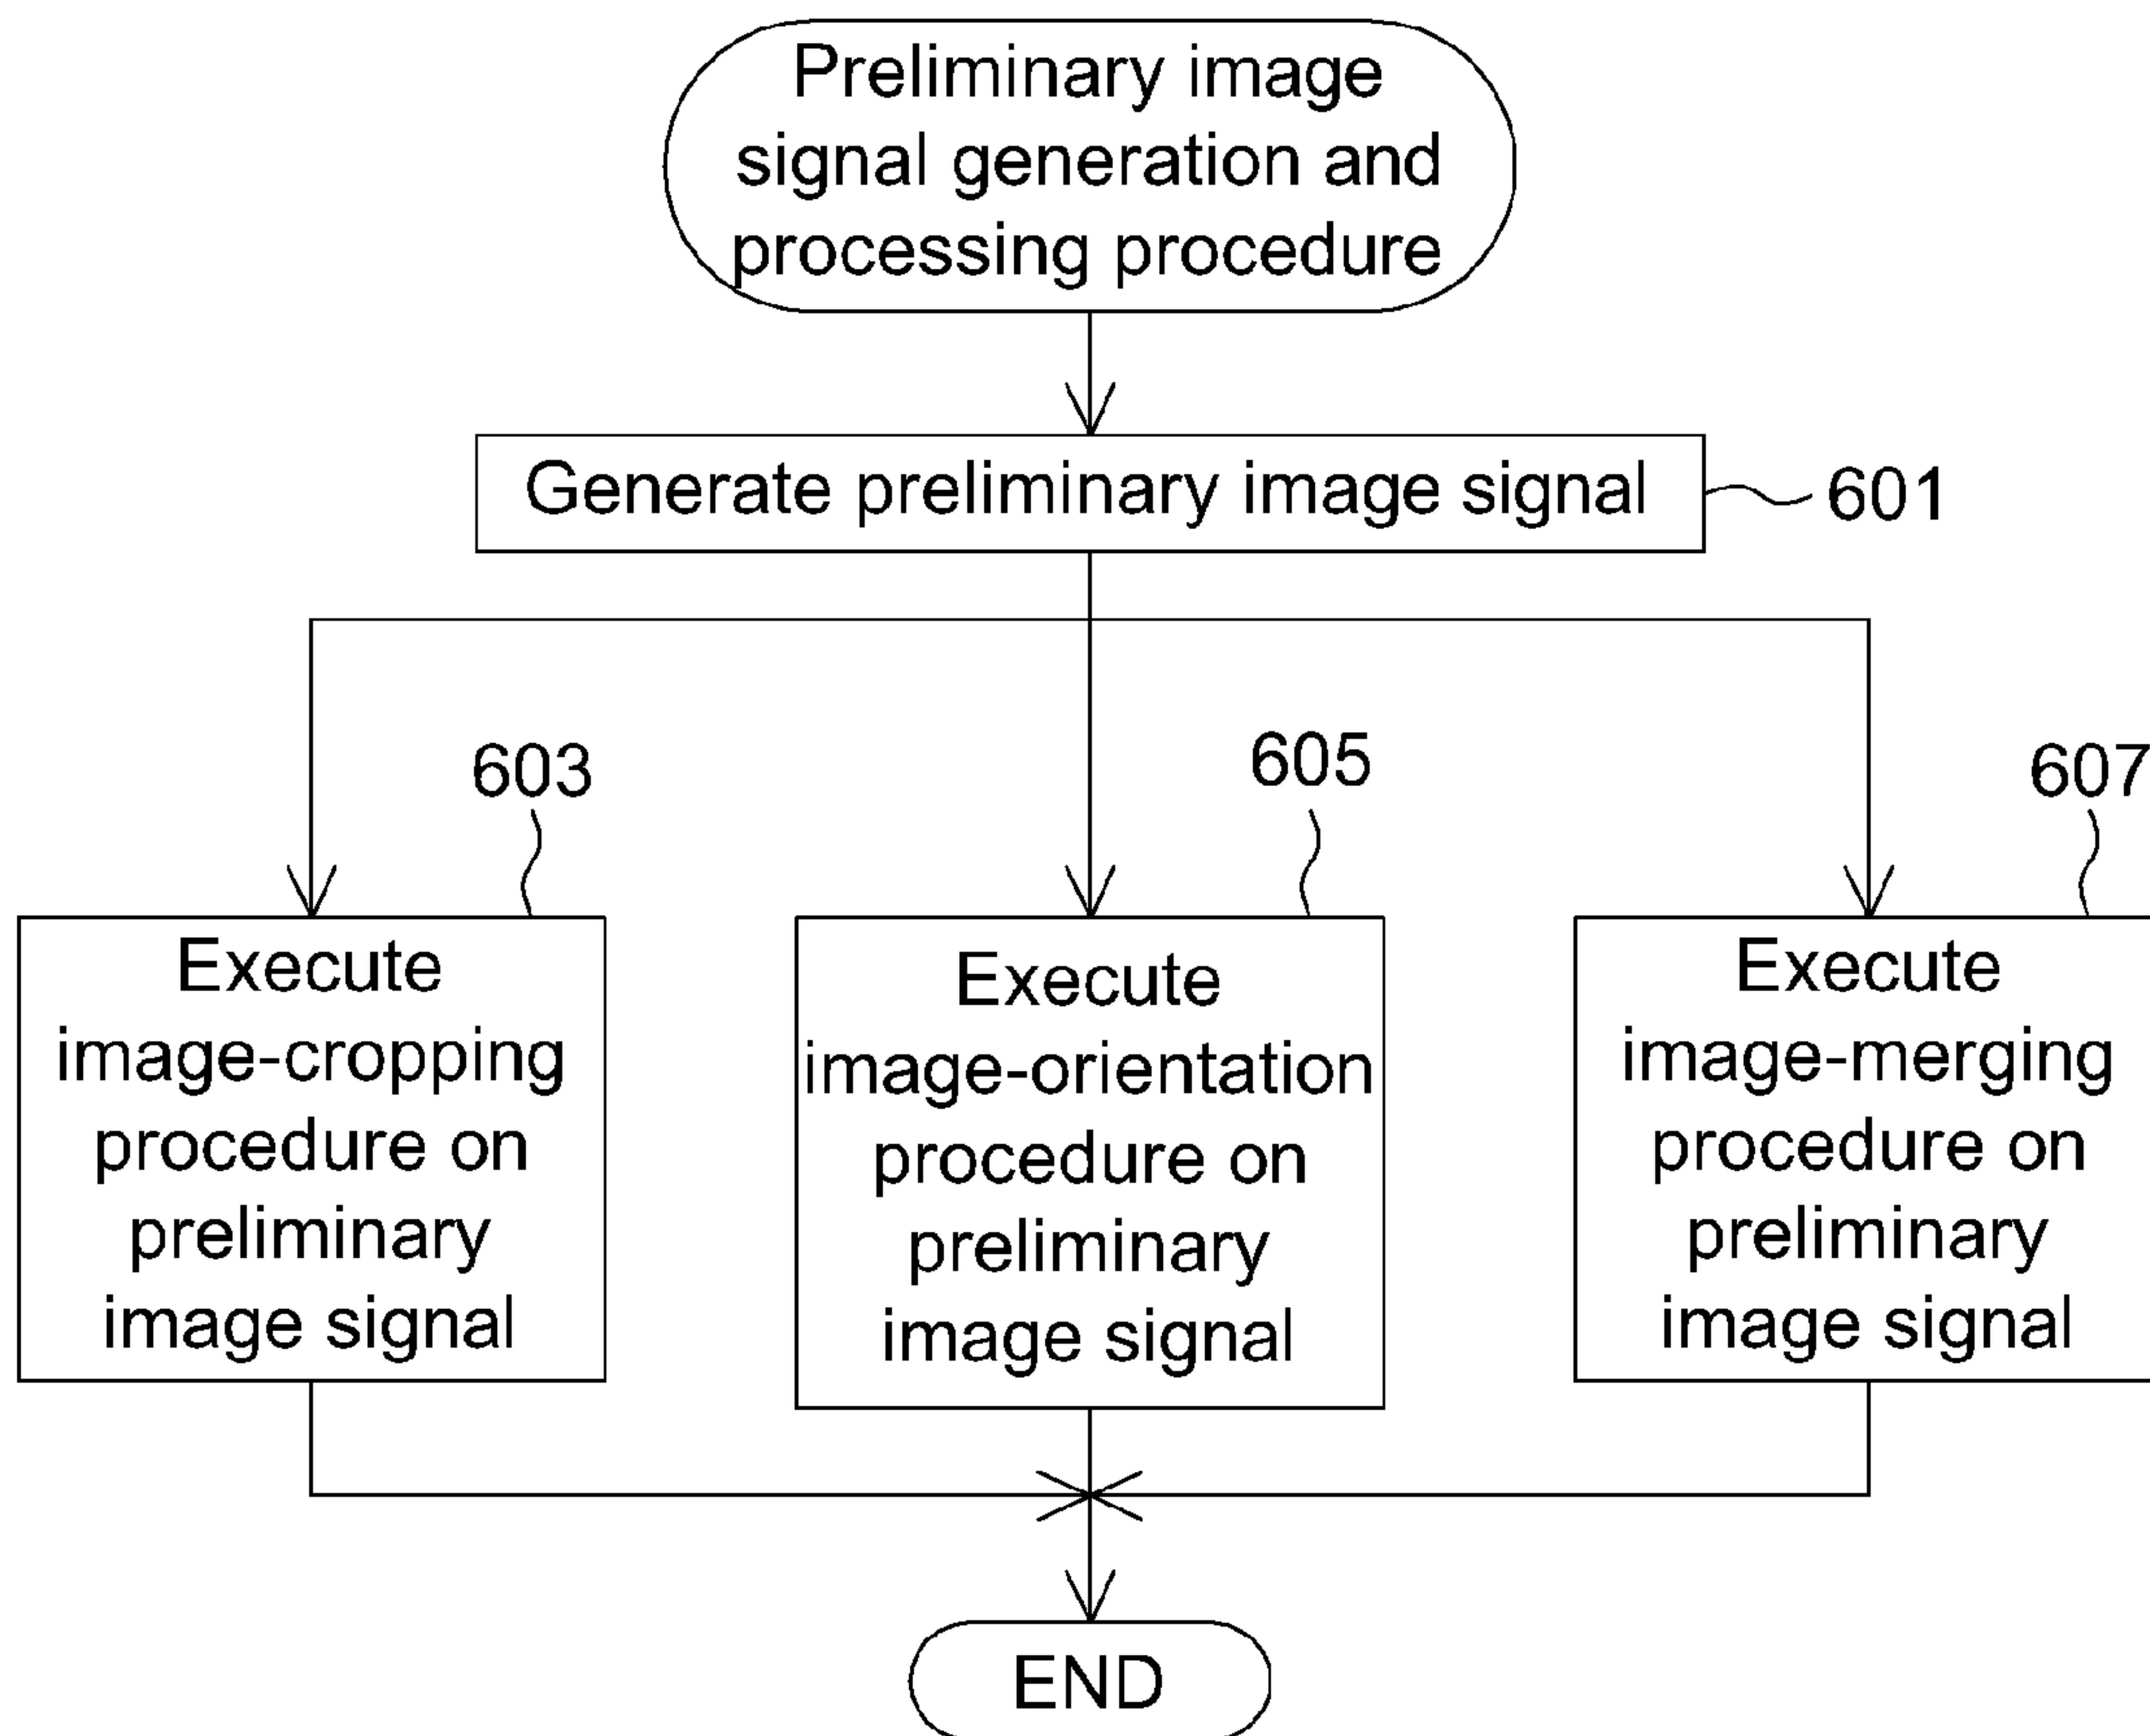 Preliminary image
signal generation and
processing procedure
Generate preliminary image signal
601
603
Execute
image-cropping
procedure on
preliminary
image signal
605
Execute
image-orientation
procedure on
preliminary
image signal
607
Execute
image-merging
procedure on
preliminary
image signal
END